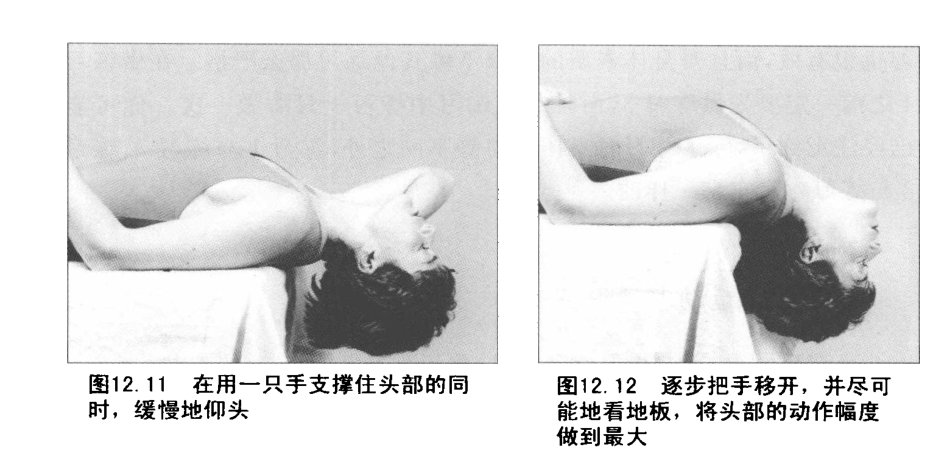 图12.11 在用一只手支撑住头部的同
时，缓慢地仰头
图12.12 逐步把手移开，并尽可
能地看地板，将头部的动作幅度
做到最大